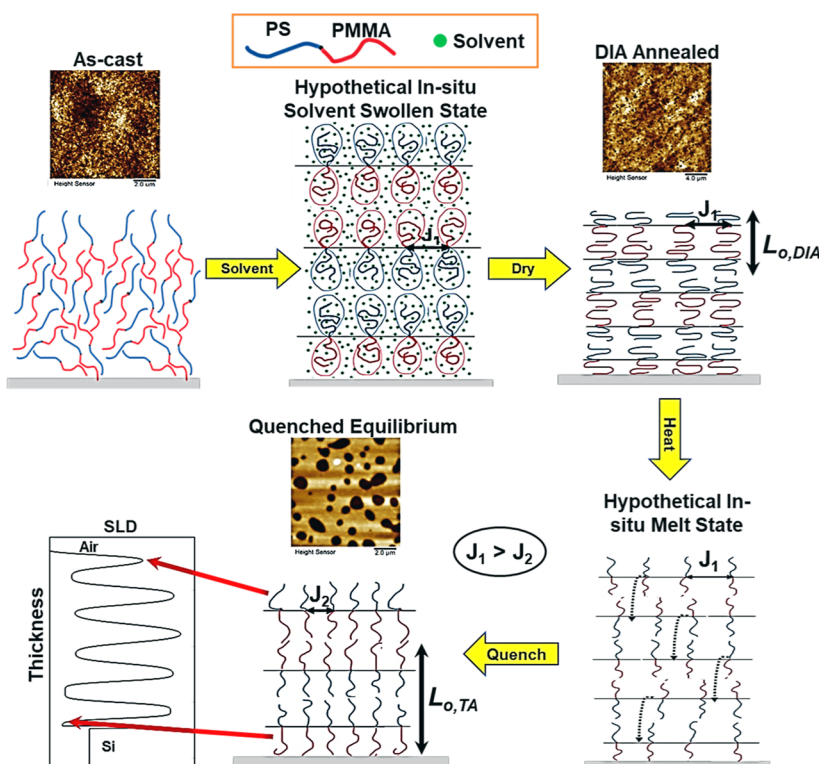 PS PMMA Solvent
As-cast
Height Sensor 2.0 µm
Hypothetical In-situ
Solvent Swollen State
J₁
DIA Annealed
Height Sensor 4.0 µm
J₁
Lo,DIA
Solvent
Dry
Heat
Hypothetical In-
situ Melt State
J₁
Quench
J₁ > J₂
Quenched Equilibrium
Height Sensor 2.0 µm
J₂
Lo,TA
SLD
Air
Thickness
Si